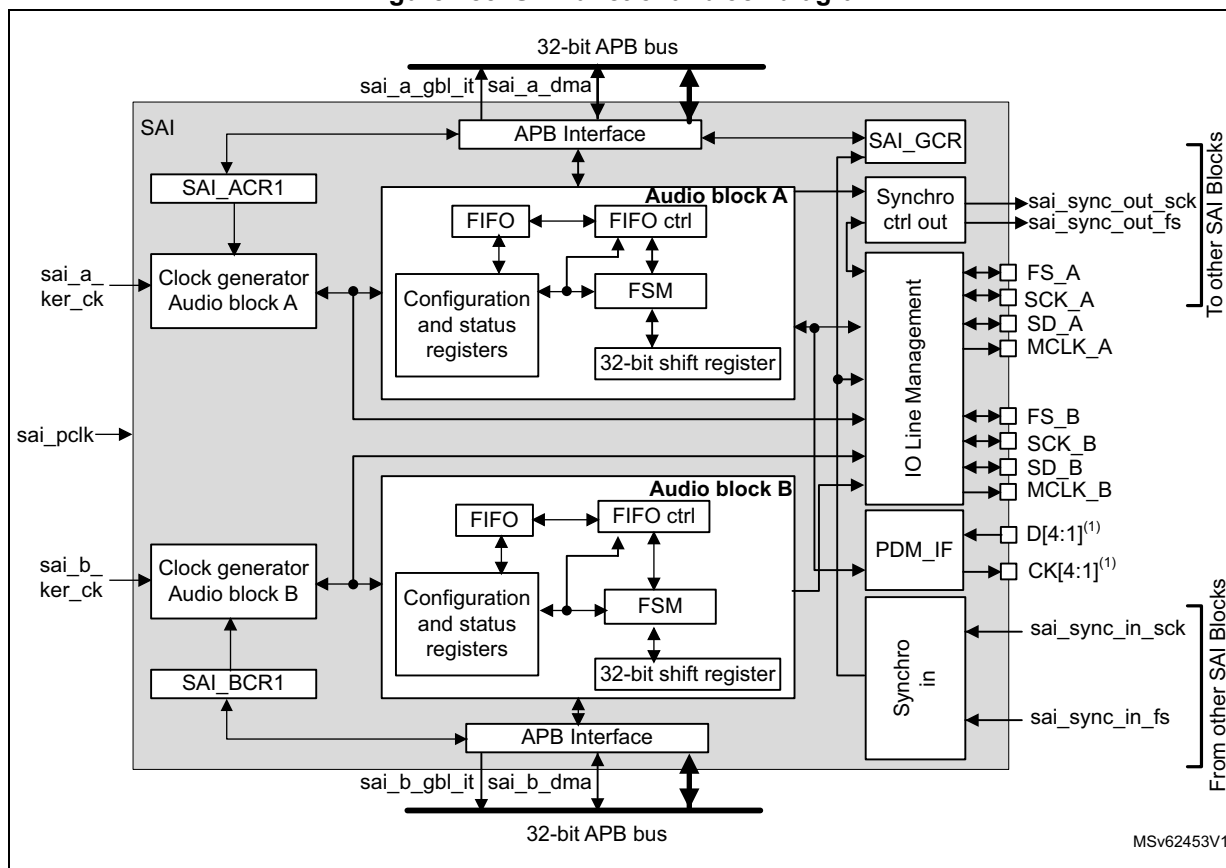 32-bit APB bus
sai_a_gbl_it
sai_a_dma
SAI
APB Interface
SAI_GCR
SAI_ACR1
Audio block A
FIFO
FIFO ctrl
Synchro
ctrl out
sai_sync_out_sck
sai_sync_out_fs
To other SAI Blocks
sai_a_
ker_ck
Clock generator
Audio block A
Configuration
and status
registers
FSM
32-bit shift register
IO Line Management
FS_A
SCK_A
SD_A
MCLK_A
sai_pclk
FS_B
SCK_B
SD_B
MCLK_B
Audio block B
FIFO
FIFO ctrl
PDM_IF
D[4:1](1)
CK[4:1](1)
sai_b_
ker_ck
Clock generator
Audio block B
Configuration
and status
registers
FSM
32-bit shift register
SAI_BCR1
Synchro
in
sai_sync_in_sck
sai_sync_in_fs
From other SAI Blocks
APB Interface
sai_b_gbl_it
sai_b_dma
32-bit APB bus
MSv62453V1